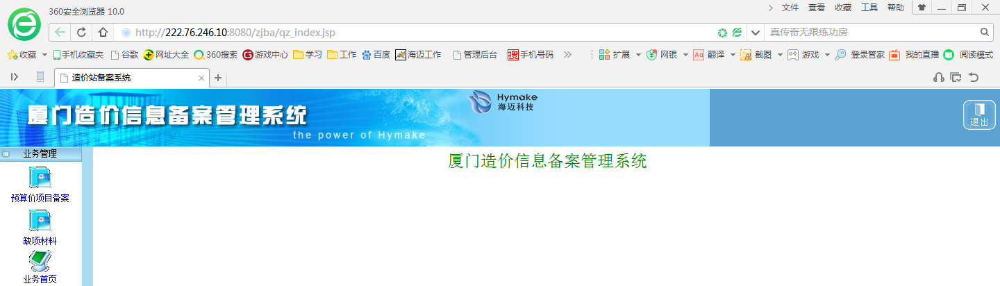 360安全浏览器 10.0
文件 查看 收藏 工具 帮助
http://222.76.246.10:8080/zjba/qz_index.jsp
真传奇无限练功房
收藏 手机收藏夹 谷歌 网址大全 360搜索 游戏中心 学习 工作 百度 海迈工作 管理后台 搜 手机号码 扩展 网银 Aa 翻译 截图 游戏 登录管家 我的直播 阅读模式
造价站备案系统
厦门造价信息备案管理系统
the power of Hymake
Hymake
海迈科技
退出
业务管理
厦门造价信息备案管理系统
预算价项目备案
缺项材料
业务首页